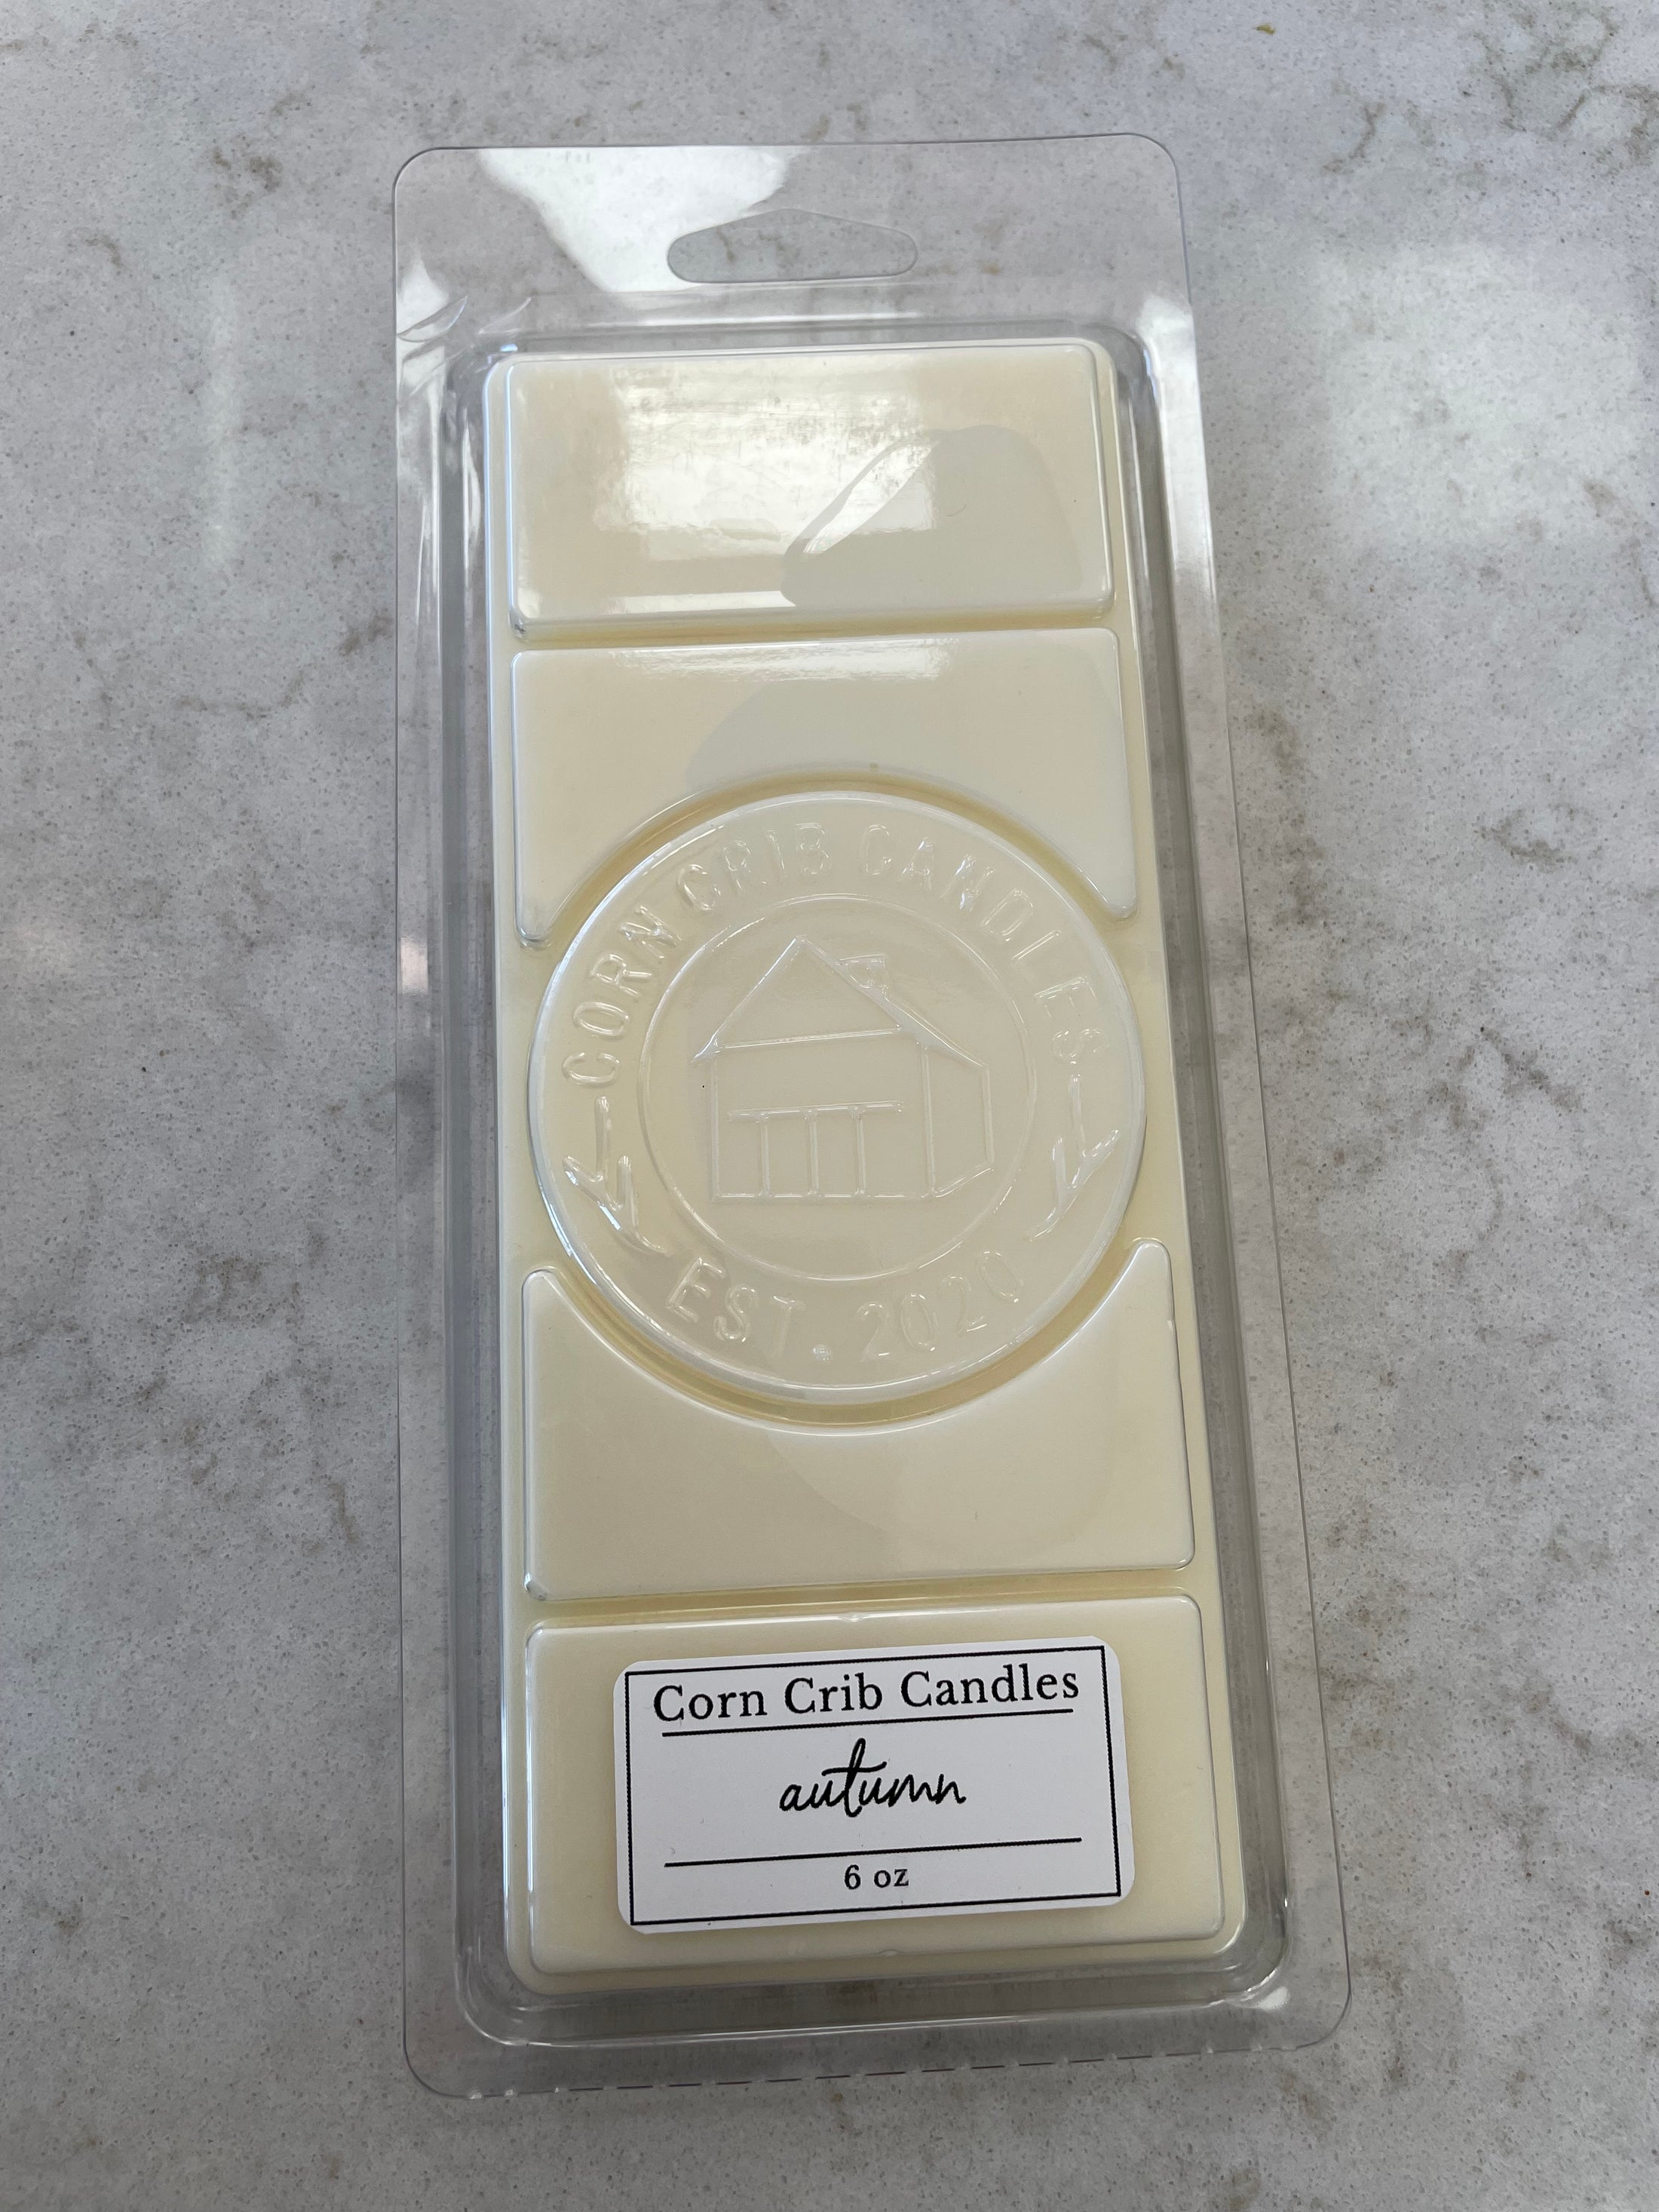 CORN CRIB CANDLES
EST. 2020
Corn Crib Candles
autumn
6 oz